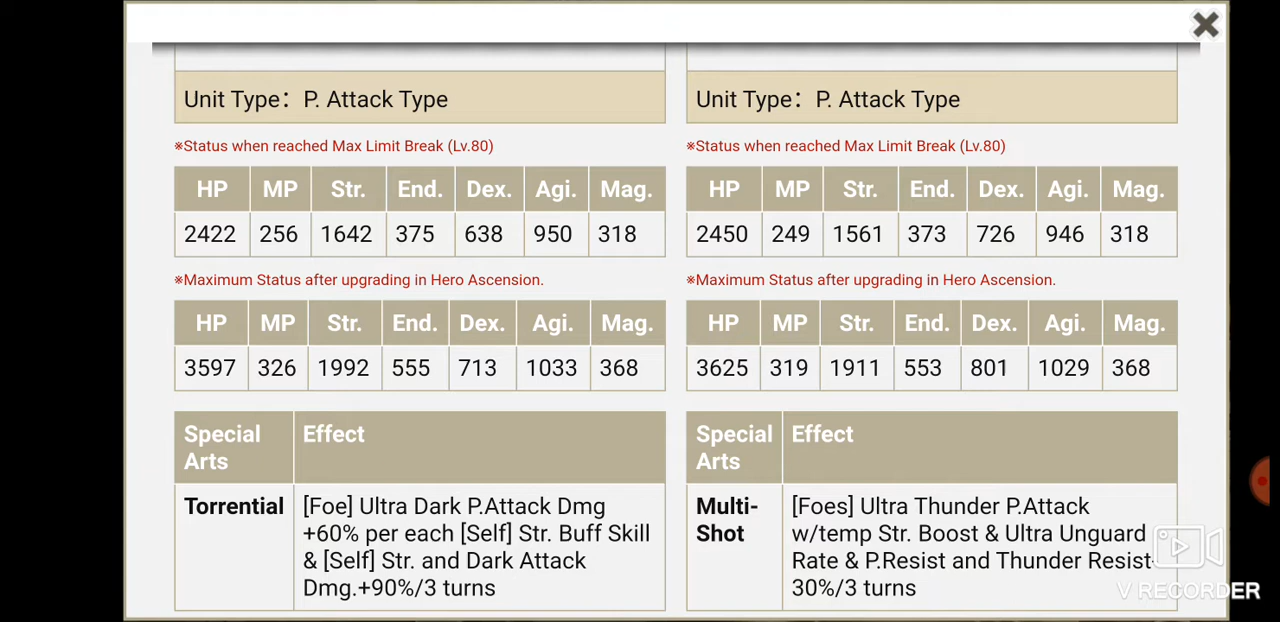 Unit Type：P. Attack Type
※Status when reached Max Limit Break (Lv.80)
HP MP Str. End. Dex. Agi. Mag.
2422 256 1642 375 638 950 318
※Maximum Status after upgrading in Hero Ascension.
HP MP Str. End. Dex. Agi. Mag.
3597 326 1992 555 713 1033 368
Special Arts
Effect
Torrential
[Foe] Ultra Dark P.Attack Dmg
+60% per each [Self] Str. Buff Skill
& [Self] Str. and Dark Attack
Dmg.+90%/3 turns
Unit Type：P. Attack Type
※Status when reached Max Limit Break (Lv.80)
HP MP Str. End. Dex. Agi. Mag.
2450 249 1561 373 726 946 318
※Maximum Status after upgrading in Hero Ascension.
HP MP Str. End. Dex. Agi. Mag.
3625 319 1911 553 801 1029 368
Special
Arts
Effect
Multi-
Shot
[Foes] Ultra Thunder P.Attack
w/temp Str. Boost & Ultra Unguard
Rate & P.Resist and Thunder Resist-
30%/3 turns
V RECORDER